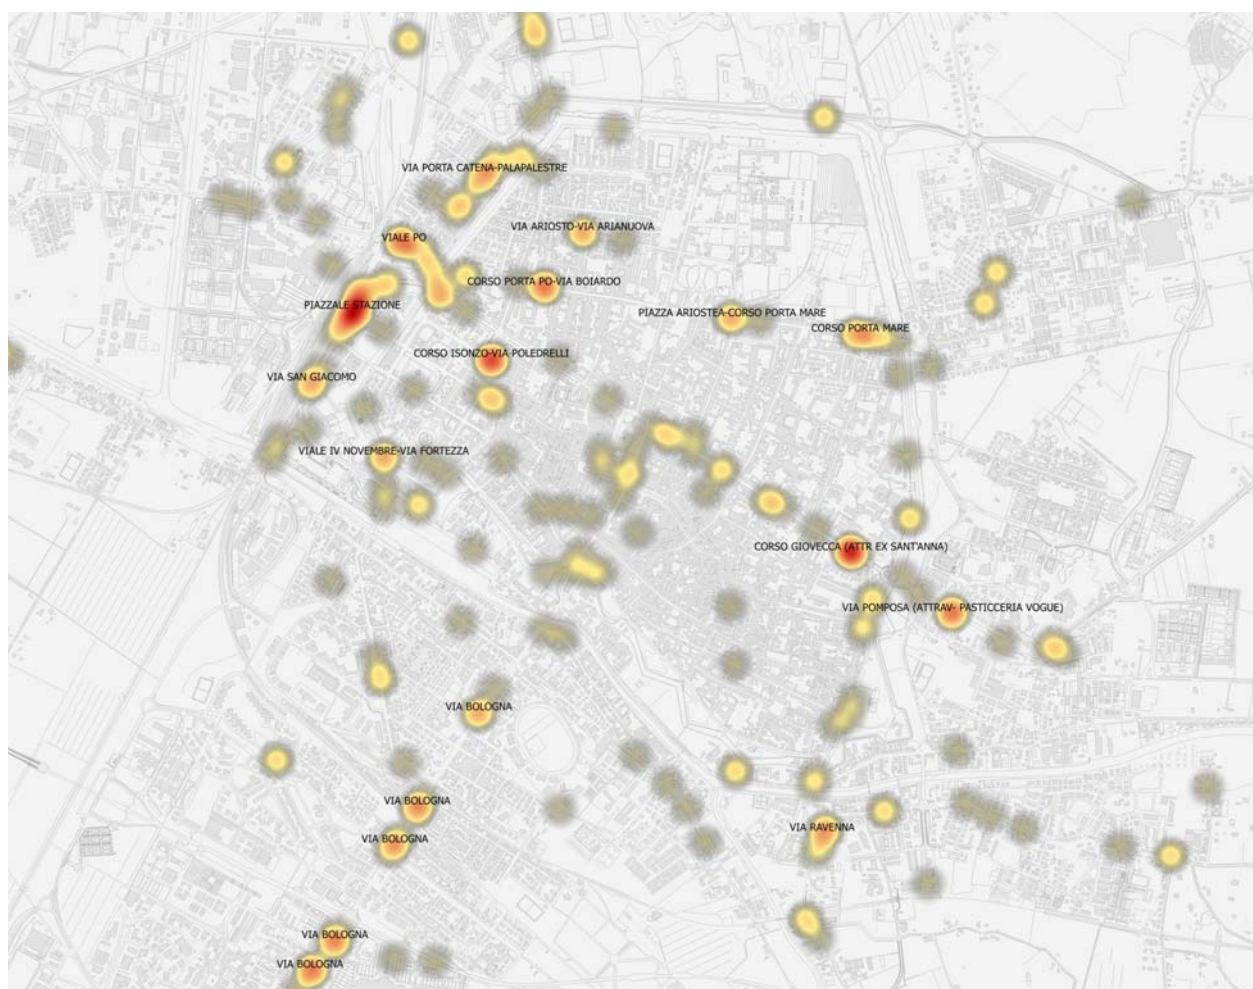 VIA PORTA CATENA-PALAPALESTRE
VIA ARIOSTO-VIA ARIANUOVA
VIALE PO
CORSO PORTA PO-VIA BOIARDO
PIAZZALE STAZIONE
PIAZZA ARIOSTEA-CORSO PORTA MARE
CORSO PORTA MARE
CORSO ISONZO-VIA POLEDRELLI
VIA SAN GIACOMO
VIALE IV NOVEMBRE-VIA FORTEZZA
CORSO GIOVECCA (ATTR EX SANT'ANNA)
VIA POMPOSA (ATTRAV- PASTICCERIA VOGUE)
VIA BOLOGNA
VIA BOLOGNA
VIA RAVENNA
VIA BOLOGNA
VIA BOLOGNA
VIA BOLOGNA